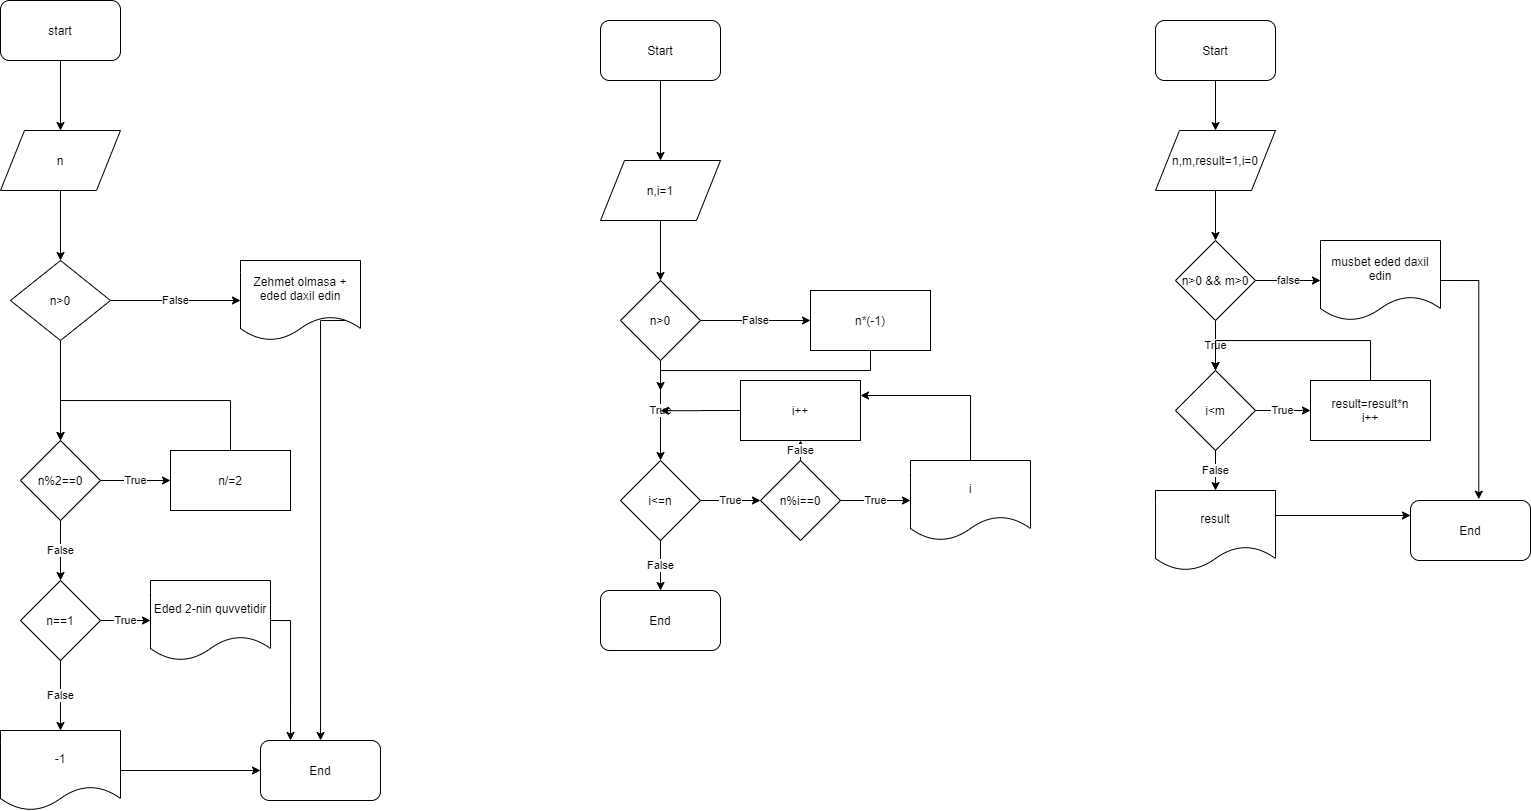 start
n
n>0
False
Zehmet olmasa +
eded daxil edin
n%2==0
True
n/=2
False
n==1
True
Eded 2-nin quvvetidir
False
-1
End
Start
n,i=1
n>0
False
n*(-1)
True
i++
False
i<=n
True
n%i==0
True
i
False
End
Start
n,m,result=1,i=0
n>0 && m>0
false
musbet eded daxil
edin
True
i<m
True
result=result*n
i++
False
result
End